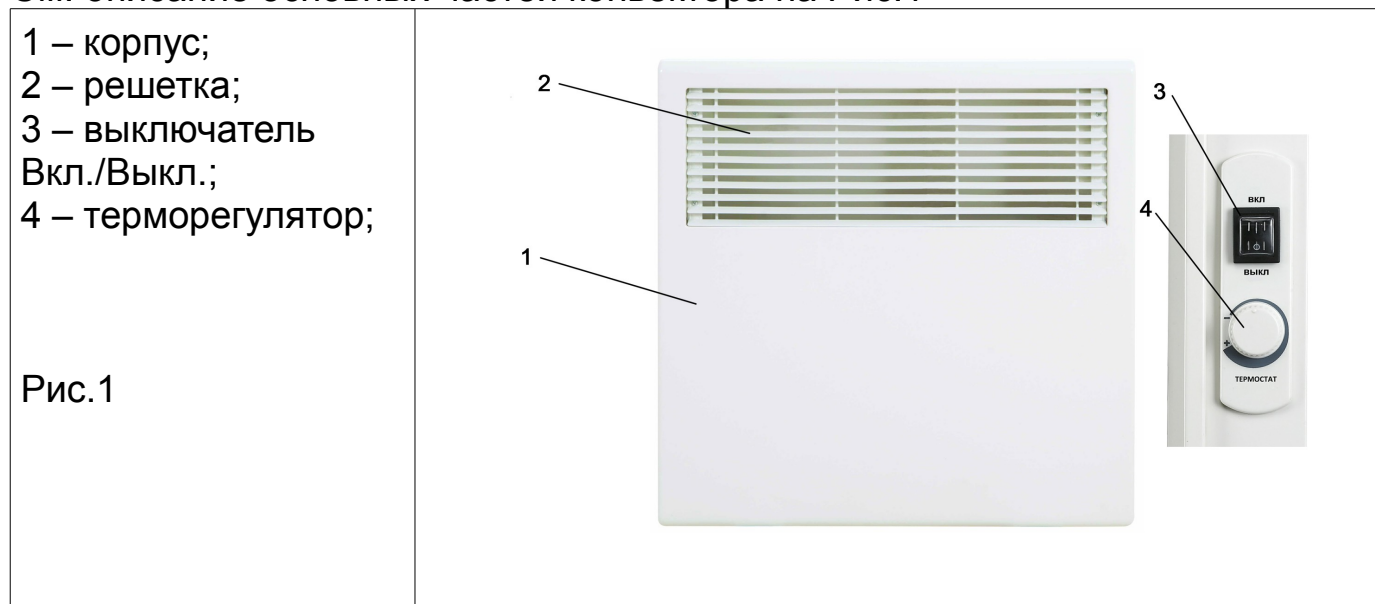 1 – корпус;
2 – решетка;
3 – выключатель
Вкл./Выкл.;
4 – терморегулятор;
Рис.1
2
1
3
4
ВКЛ
ВЫКЛ
–
+
ТЕРМОСТАТ